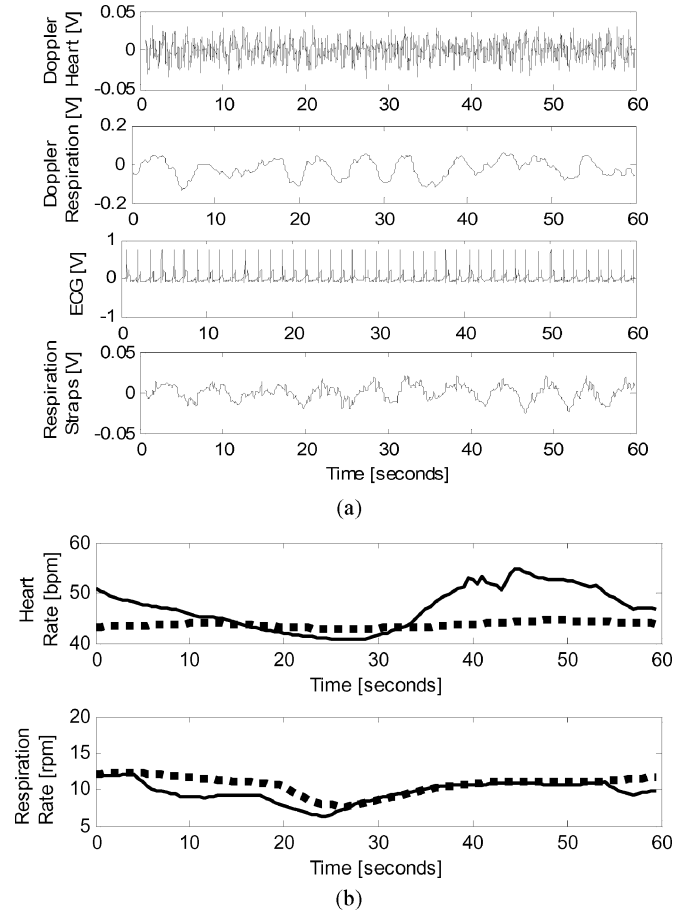 Doppler
Heart [V]
0.05
0
-0.05
0 10 20 30 40 50 60
Doppler
Respiration [V]
0.2
0
-0.2
0 10 20 30 40 50 60
ECG [V]
1
0
-1
0 10 20 30 40 50 60
Respiration
Straps [V]
0.05
0
-0.05
0 10 20 30 40 50 60
Time [seconds]
(a)
Heart
Rate [bpm]
60
50
40
0 10 20 30 40 50 60
Time [seconds]
Respiration
Rate [rpm]
20
15
10
5
0 10 20 30 40 50 60
Time [seconds]
(b)